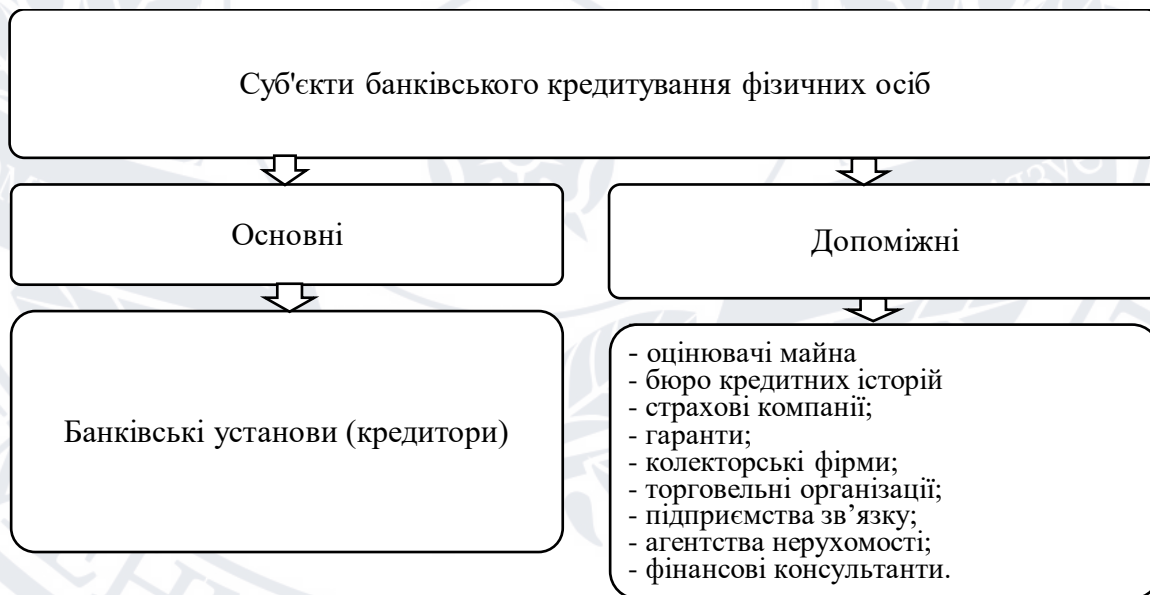 Суб'єкти банківського кредитування фізичних осіб
Основні
Допоміжні
Банківські установи (кредитори)
- оцінювачі майна
- бюро кредитних історій
- страхові компанії;
- гаранти;
- колекторські фірми;
- торговельні організації;
- підприємства зв’язку;
- агентства нерухомості;
- фінансові консультанти.